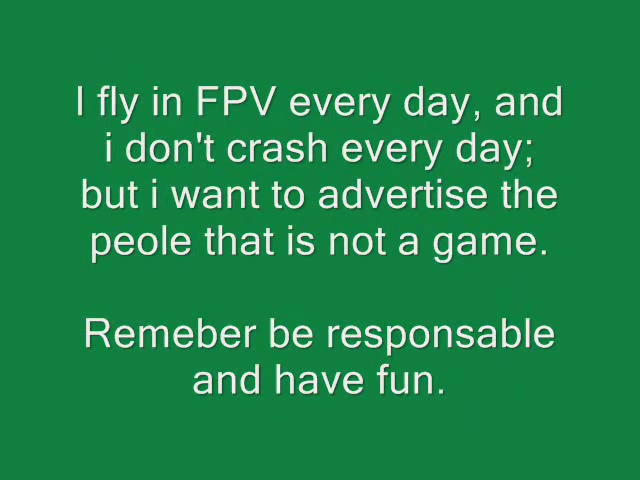 I fly in FPV every day, and
i don't crash every day;
but i want to advertise the
peole that is not a game.
Remeber be responsable
and have fun.